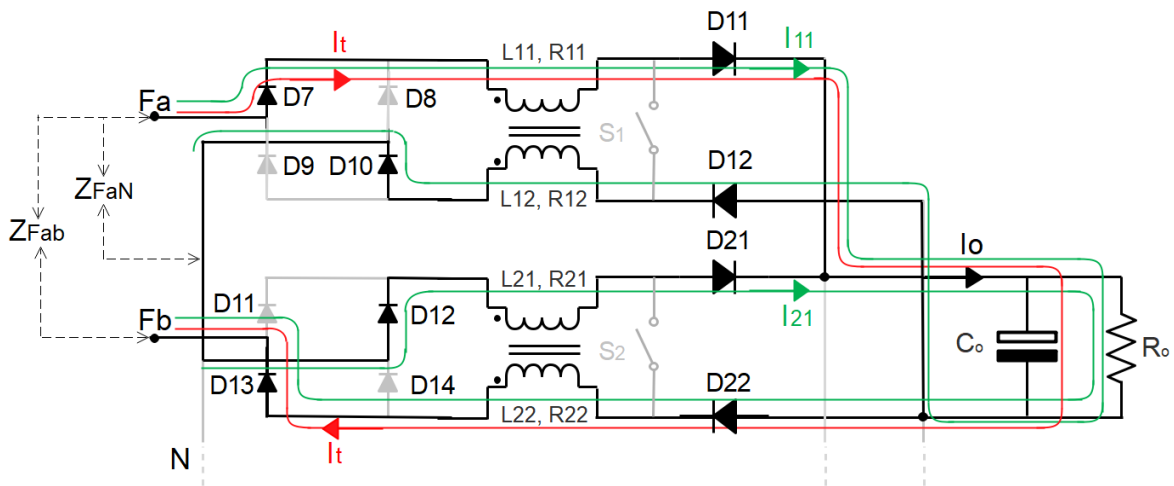 D11
It
I11
L11, R11
Fa
D7
D8
S1
D9
D10
D12
ZFaN
L12, R12
ZFab
D21
Io
L21, R21
D11
D12
I21
Fb
S2
Co
Ro
D13
D14
D22
L22, R22
It
N